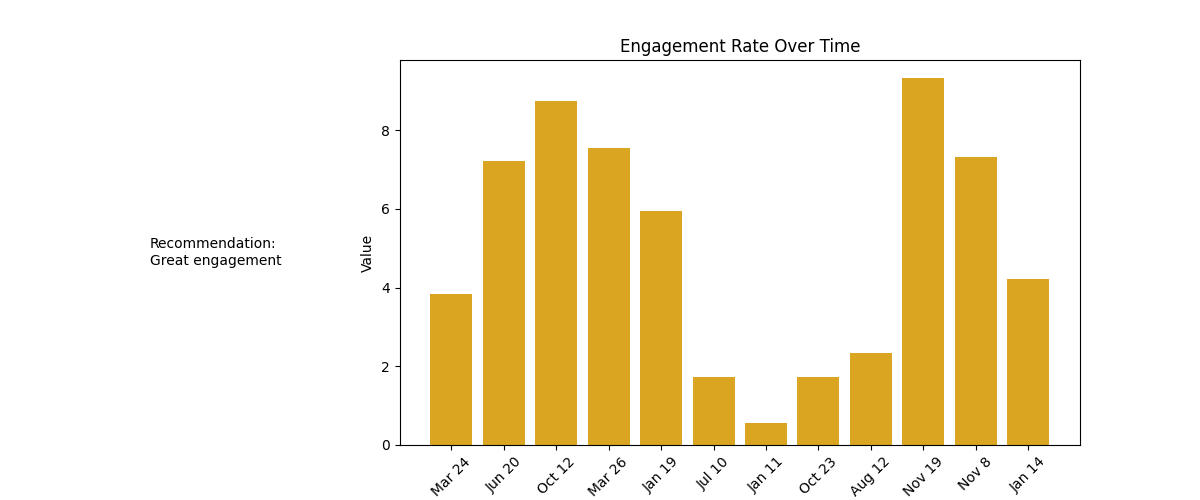 Engagement Rate Over Time
8
6
4
2
0
Value
Recommendation:
Great engagement
Mar 24
Jun 20
Oct 12
Mar 26
Jan 19
Jul 10
Jan 11
Oct 23
Aug 12
Nov 19
Nov 8
Jan 14